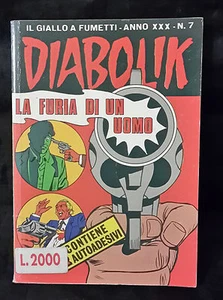 IL GIALLO A FUMETTI - ANNO XXX - N. 7
DIABOLIK
LA FURIA DI UN
UOMO
CONTIENE
AUTOADESIVI
L. 2000